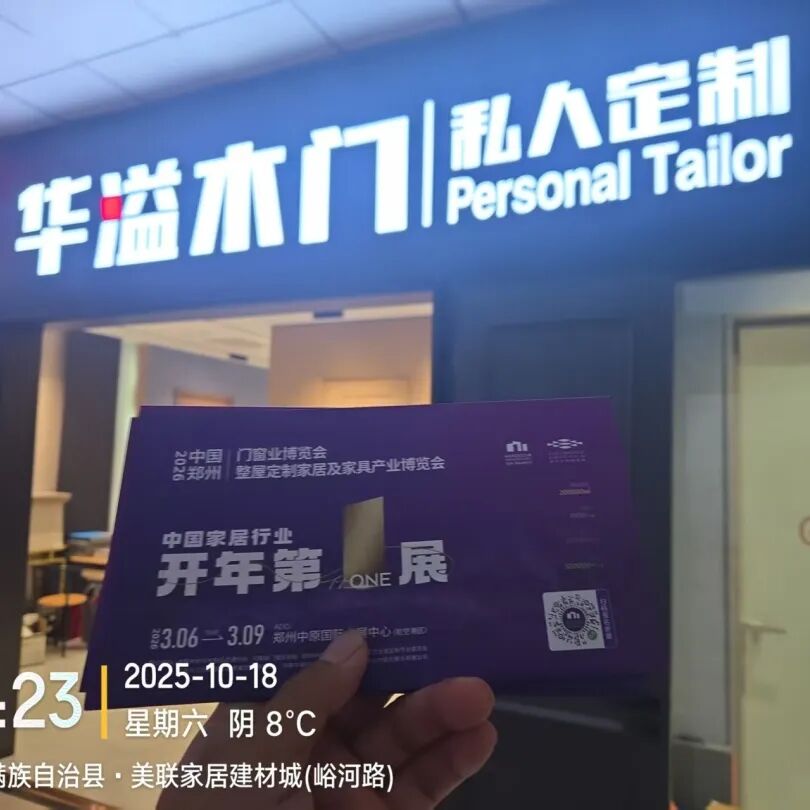 华溢木门
私人定制
Personal Tailor
2026
中国
郑州
门窗业博览会
整屋定制家居及家具产业博览会
中国家居行业
开年第 ONE 展
2026
3.06
3.09
郑州中原国际
展中心
:23
2025-10-18
星期六 阴 8°C
族自治县·美联家居建材城(峪河路)